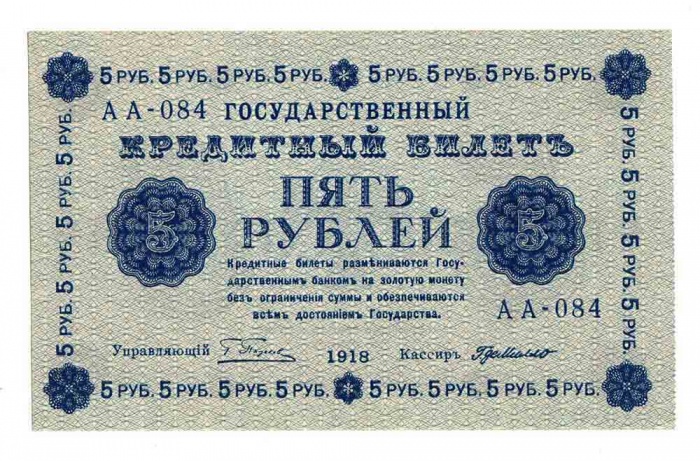 5 РУБ. 5 РУБ. 5 РУБ. 5 РУБ. 5 РУБ. 5 РУБ. 5 РУБ. 5 РУБ.
АА-084 ГОСУДАРСТВЕННЫЙ
КРЕДИТНЫЙ БИЛЕТЪ
ПЯТЬ
РУБЛЕЙ
5
5
Кредитные билеты размѣниваются Госу-
дарственнымъ банкомъ на золотую монету
безъ ограниченія суммы и обезпечиваются
всѣмъ достояніемъ Государства.
АА-084
Управляющій
1918
Кассиръ
5 РУБ. 5 РУБ. 5 РУБ. 5 РУБ. 5 РУБ. 5 РУБ. 5 РУБ. 5 РУБ.
5 РУБ. 5 РУБ. 5 РУБ. 5 РУБ.
5 РУБ. 5 РУБ. 5 РУБ. 5 РУБ.